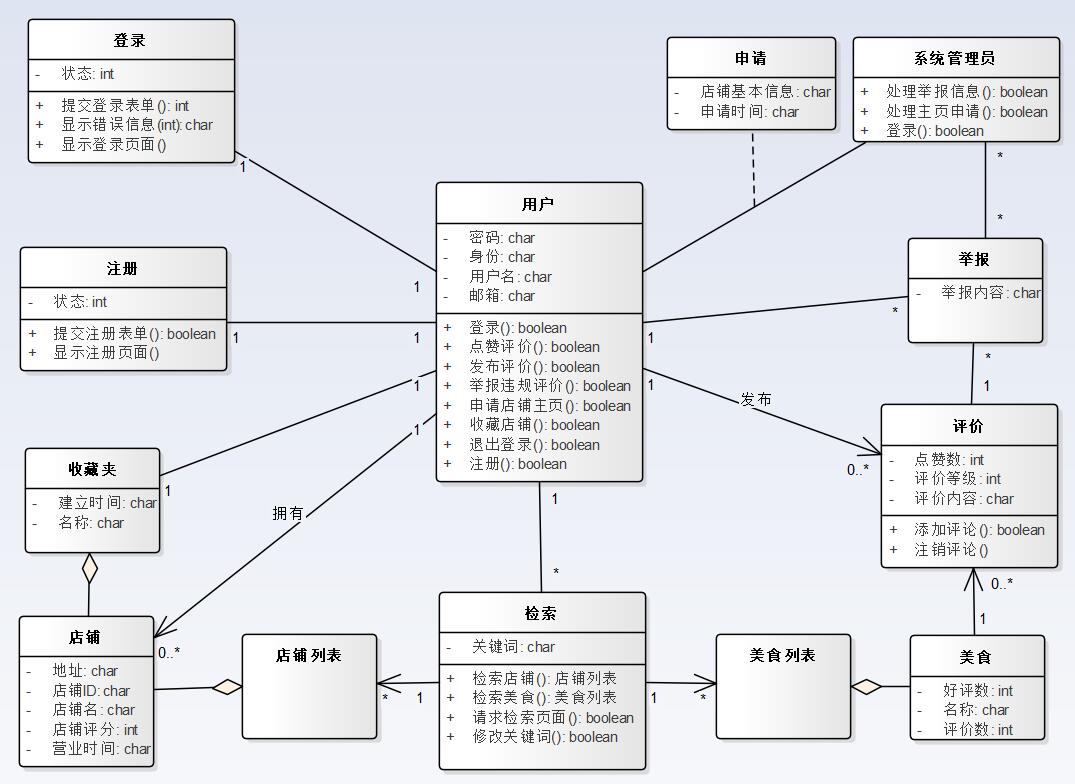 登录
- 状态: int
+ 提交登录表单(): int
+ 显示错误信息(int): char
+ 显示登录页面()
申请
- 店铺基本信息: char
- 申请时间: char
系统管理员
+ 处理举报信息(): boolean
+ 处理主页申请(): boolean
+ 登录(): boolean
1
1
*
*
用户
- 密码: char
- 身份: char
- 用户名: char
- 邮箱: char
+ 登录(): boolean
+ 点赞评价(): boolean
+ 发布评价(): boolean
+ 举报违规评价(): boolean
+ 申请店铺主页(): boolean
+ 收藏店铺(): boolean
+ 退出登录(): boolean
+ 注册(): boolean
注册
- 状态: int
+ 提交注册表单(): boolean
+ 显示注册页面()
1
1
举报
- 举报内容: char
1
*
*
1
1
发布
0..*
评价
- 点赞数: int
- 评价等级: int
- 评价内容: char
+ 添加评论(): boolean
+ 注销评论()
收藏夹
- 建立时间: char
- 名称: char
1
1
1
拥有
0..*
1
*
0..*
1
店铺
- 地址: char
- 店铺ID: char
- 店铺名: char
- 店铺评分: int
- 营业时间: char
店铺列表
*
1
检索
- 关键词: char
+ 检索店铺(): 店铺列表
+ 检索美食(): 美食列表
+ 请求检索页面(): boolean
+ 修改关键词(): boolean
1
*
美食列表
美食
- 好评数: int
- 名称: char
- 评价数: int